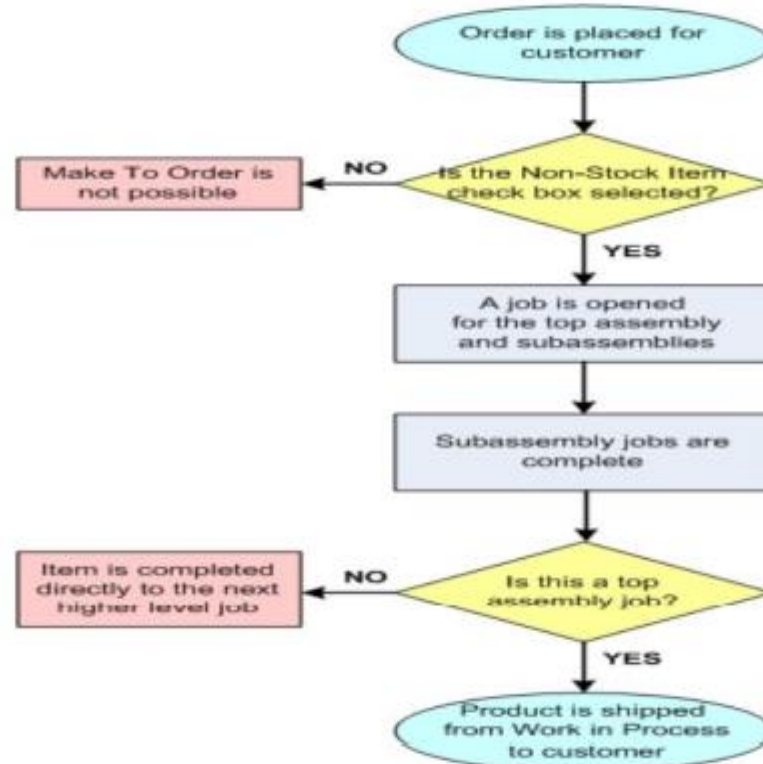 Order is placed for
customer
Is the Non-Stock Item
check box selected?
NO
Make To Order is
not possible
YES
A job is opened
for the top assembly
and subassemblies
Subassembly jobs are
complete
Is this a top
assembly job?
NO
Item is completed
directly to the next
higher level job
YES
Product is shipped
from Work in Process
to customer